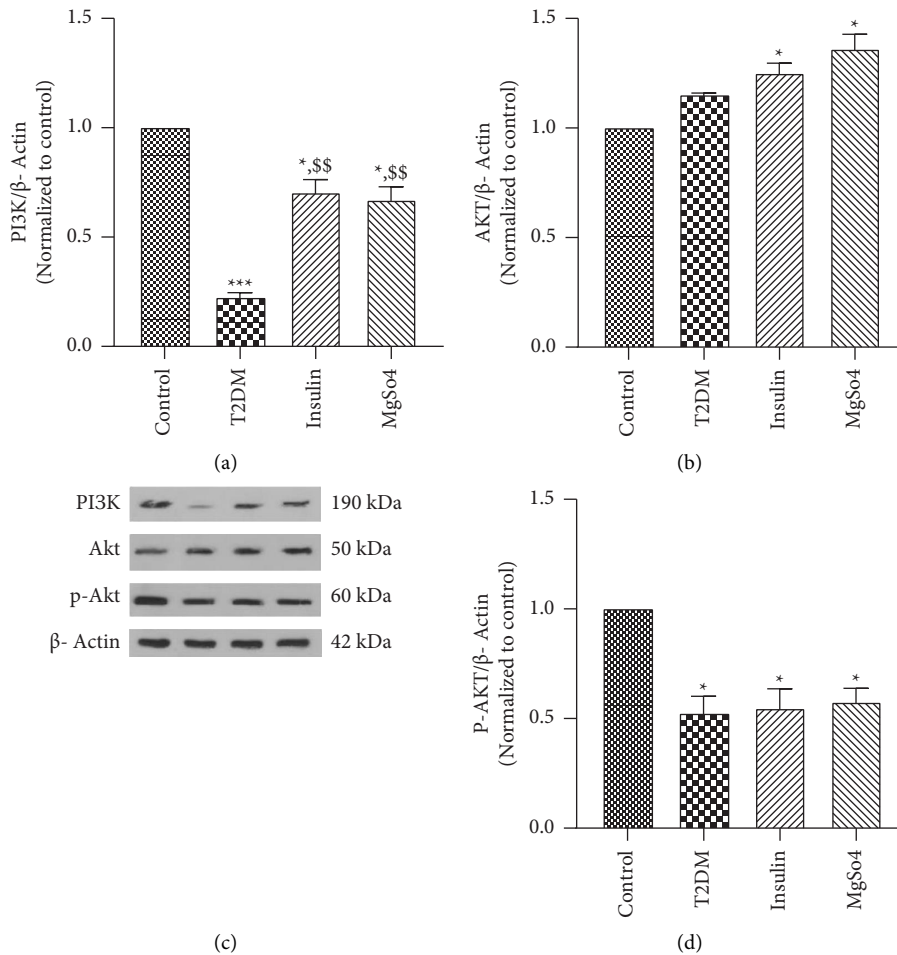 PI3K/β- Actin
(Normalized to control)
1.5
1.0
0.5
0.0
*,$$
*,$$
***
Control
T2DM
Insulin
MgSo4
(a)
AKT/β- Actin
(Normalized to control)
1.5
1.0
0.5
0.0
*
*
Control
T2DM
Insulin
MgSo4
(b)
PI3K 190 kDa
Akt 50 kDa
p-Akt 60 kDa
β- Actin 42 kDa
(c)
P-AKT/β- Actin
(Normalized to control)
1.5
1.0
0.5
0.0
*
*
*
Control
T2DM
Insulin
MgSo4
(d)